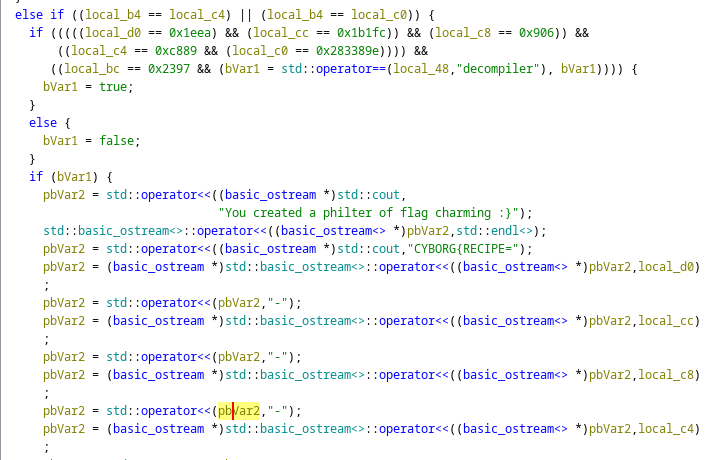 else if ((local_b4 == local_c4) || (local_b4 == local_c0)) {
if (((((local_d0 == 0x1eea) && (local_cc == 0x1b1fc)) && (local_c8 == 0x906)) &&
((local_c4 == 0xc889 && (local_c0 == 0x283389e)))) &&
((local_bc == 0x2397 && (bVar1 = std::operator==(local_48,"decompiler"), bVar1)))) {
bVar1 = true;
}
else {
bVar1 = false;
}
if (bVar1) {
pbVar2 = std::operator<<((basic_ostream *)std::cout,
"You created a philter of flag charming :}");
std::basic_ostream<>::operator<<((basic_ostream<> *)pbVar2,std::endl<>);
pbVar2 = std::operator<<((basic_ostream *)std::cout,"CYBORG{RECIPE=");
pbVar2 = (basic_ostream *)std::basic_ostream<>::operator<<((basic_ostream<> *)pbVar2,local_d0)
;
pbVar2 = std::operator<<(pbVar2,"-");
pbVar2 = (basic_ostream *)std::basic_ostream<>::operator<<((basic_ostream<> *)pbVar2,local_cc)
;
pbVar2 = std::operator<<(pbVar2,"-");
pbVar2 = (basic_ostream *)std::basic_ostream<>::operator<<((basic_ostream<> *)pbVar2,local_c8)
;
pbVar2 = std::operator<<(pbVar2,"-");
pbVar2 = (basic_ostream *)std::basic_ostream<>::operator<<((basic_ostream<> *)pbVar2,local_c4)
;